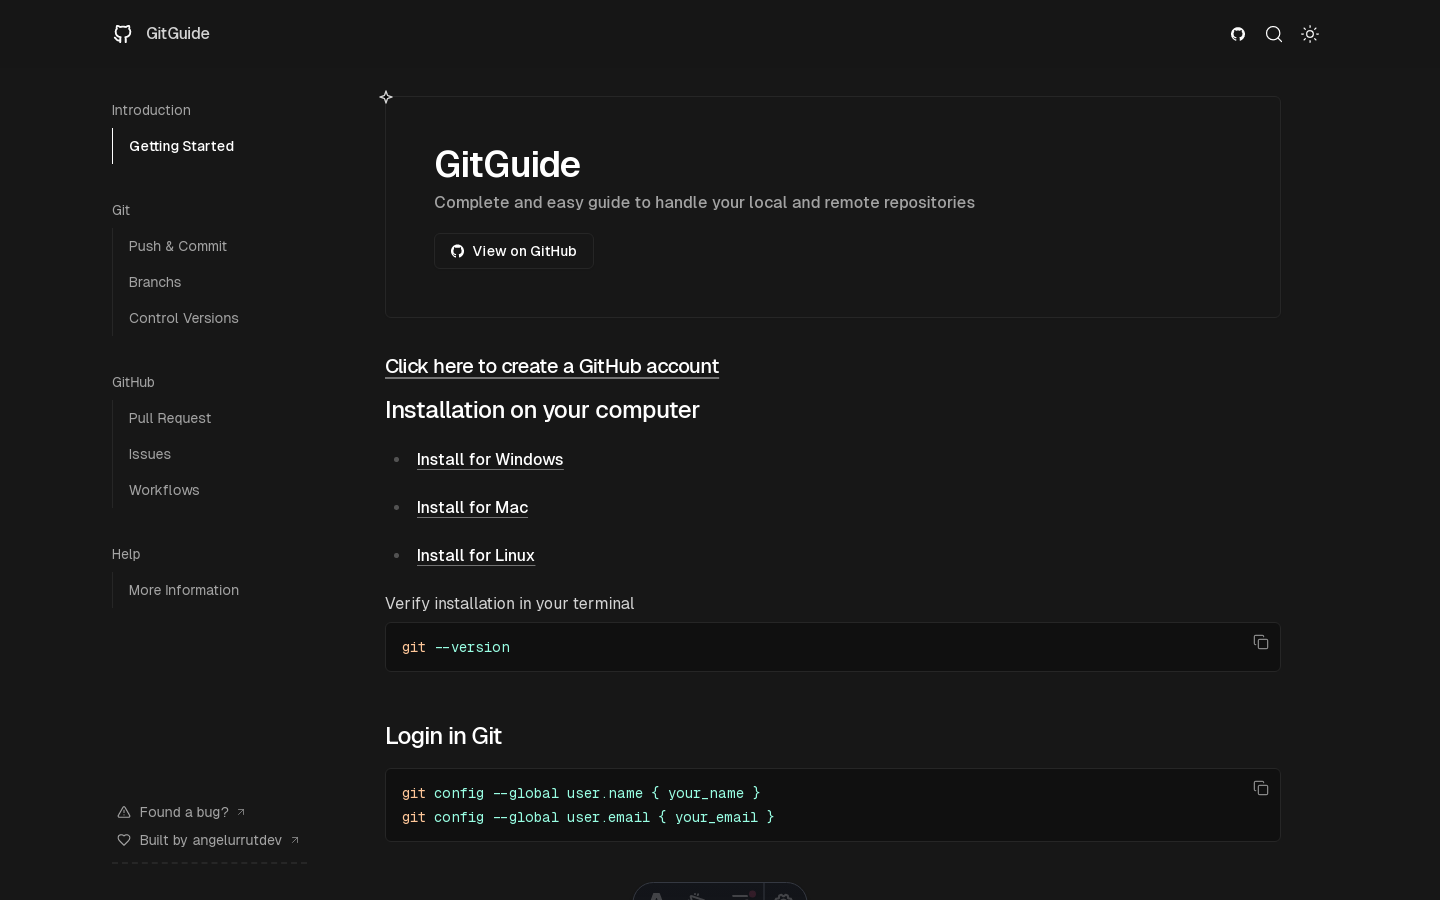 GitGuide
Introduction
Getting Started
Git
Push & Commit
Branchs
Control Versions
GitHub
Pull Request
Issues
Workflows
Help
More Information
Found a bug?
Built by angelurrutdev
GitGuide
Complete and easy guide to handle your local and remote repositories
View on GitHub
Click here to create a GitHub account
Installation on your computer
Install for Windows
Install for Mac
Install for Linux
Verify installation in your terminal
git --version
Login in Git
git config --global user.name { your_name }
git config --global user.email { your_email }